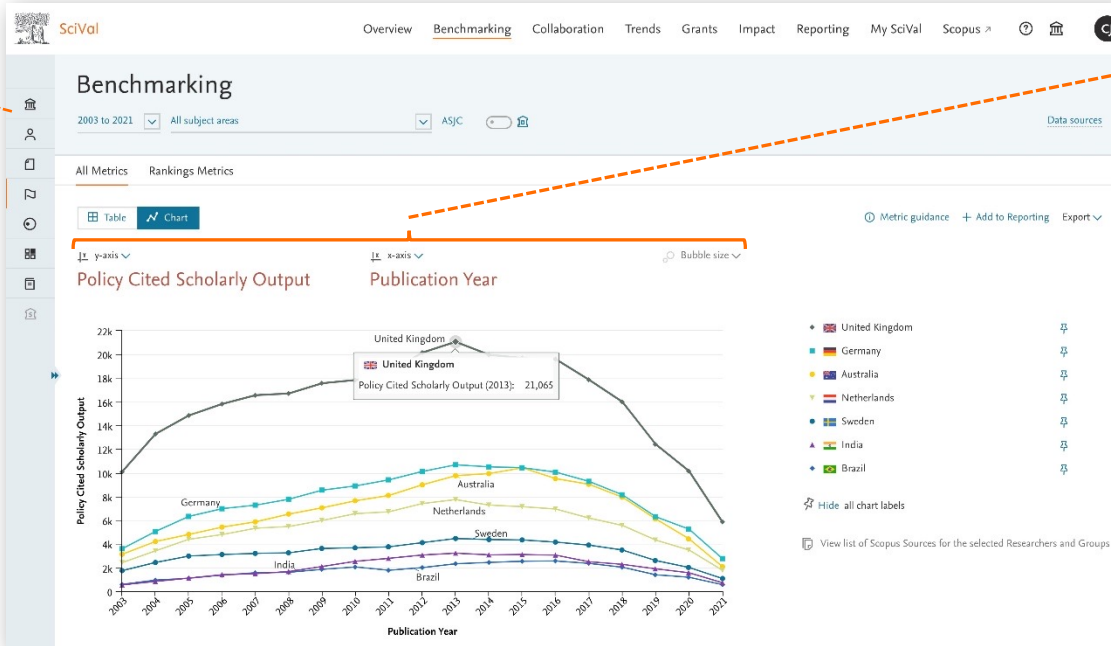 SciVal
Overview Benchmarking Collaboration Trends Grants Impact Reporting My SciVal Scopus ↗
Benchmarking
2003 to 2021 All subject areas ASJC Data sources
All Metrics Rankings Metrics
Table Chart Metric guidance + Add to Reporting Export
y-axis x-axis Bubble size
Policy Cited Scholarly Output Publication Year
22k
20k
18k
16k
14k
12k
10k
8k
6k
4k
2k
0
Policy Cited Scholarly Output
United Kingdom
United Kingdom
Policy Cited Scholarly Output (2013): 21,065
Germany
Australia
Netherlands
Sweden
India
Brazil
2003 2004 2005 2006 2007 2008 2009 2010 2011 2012 2013 2014 2015 2016 2017 2018 2019 2020 2021
Publication Year
United Kingdom
Germany
Australia
Netherlands
Sweden
India
Brazil
Hide all chart labels
View list of Scopus Sources for the selected Researchers and Groups